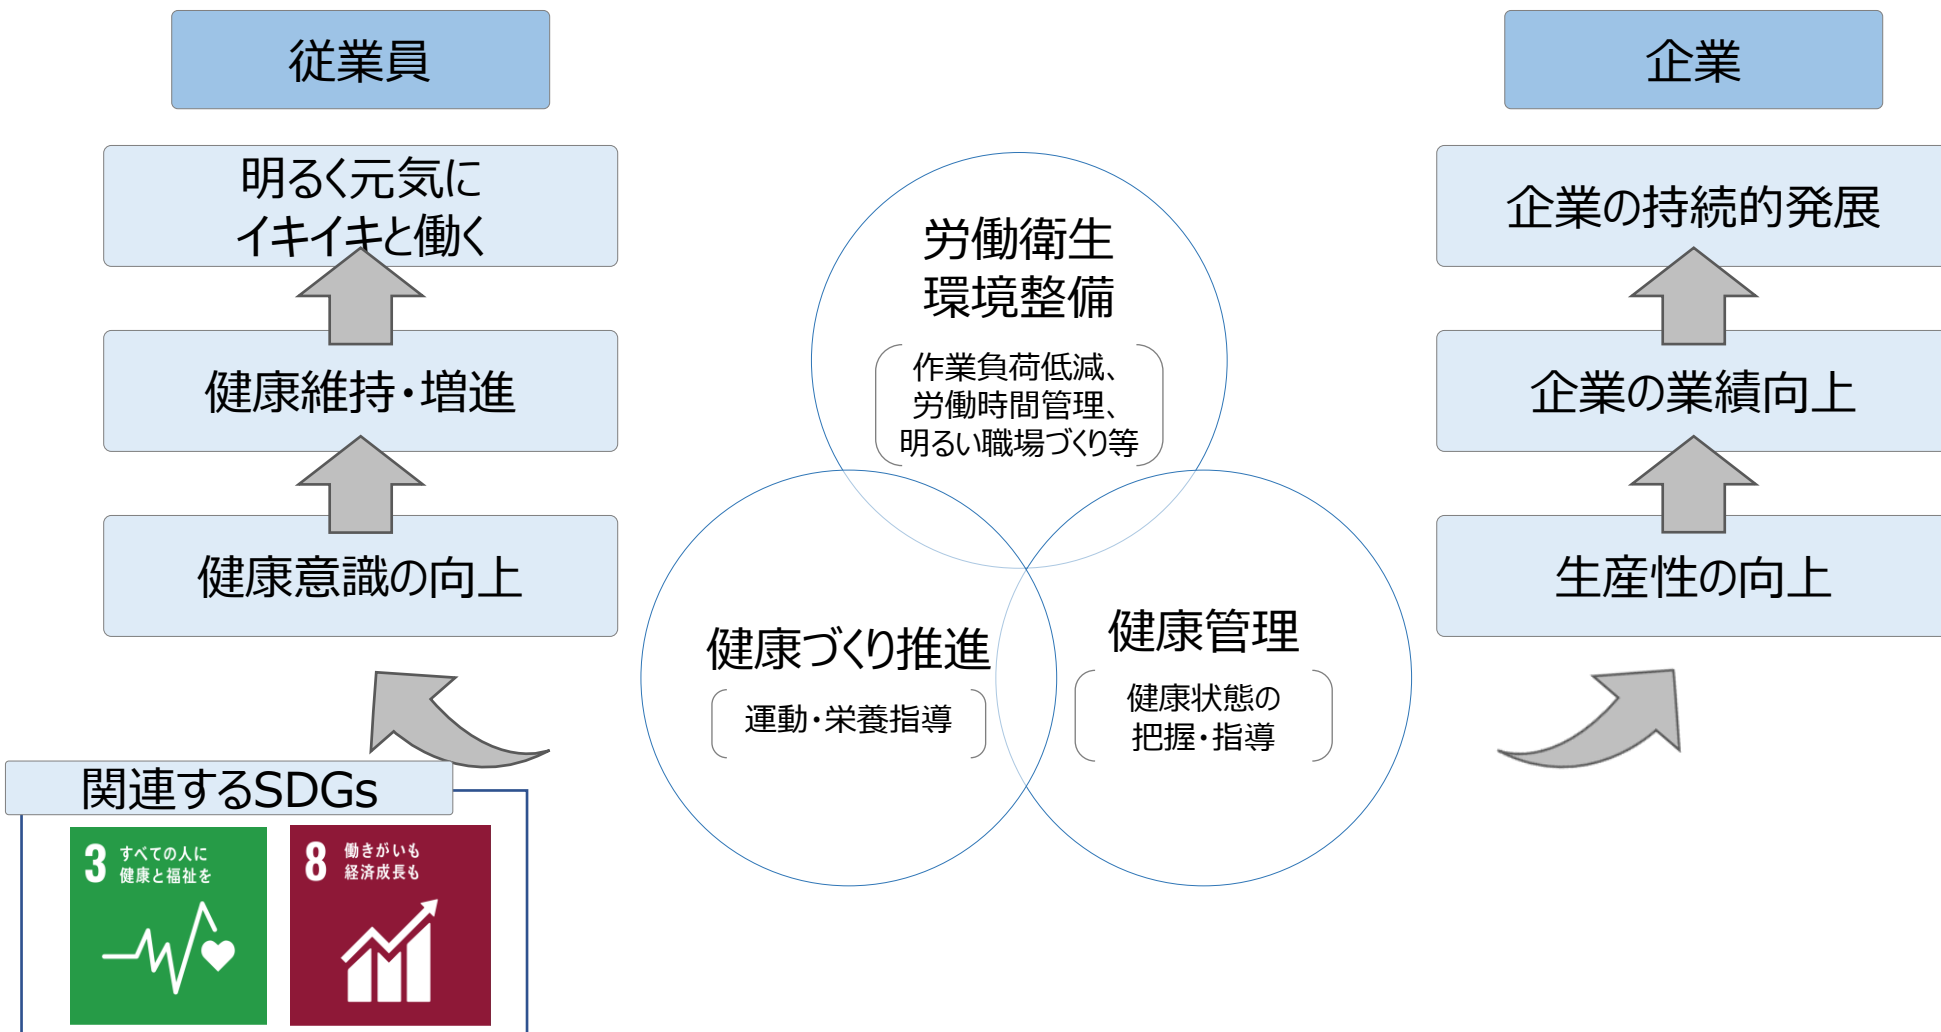 従業員
明るく元気に
イキイキと働く
健康維持・増進
健康意識の向上
労働衛生
環境整備
作業負荷低減、
労働時間管理、
明るい職場づくり等
健康づくり推進
運動・栄養指導
健康管理
健康状態の
把握・指導
企業
企業の持続的発展
企業の業績向上
生産性の向上
関連するSDGs
3 すべての人に
健康と福祉を
8 働きがいも
経済成長も